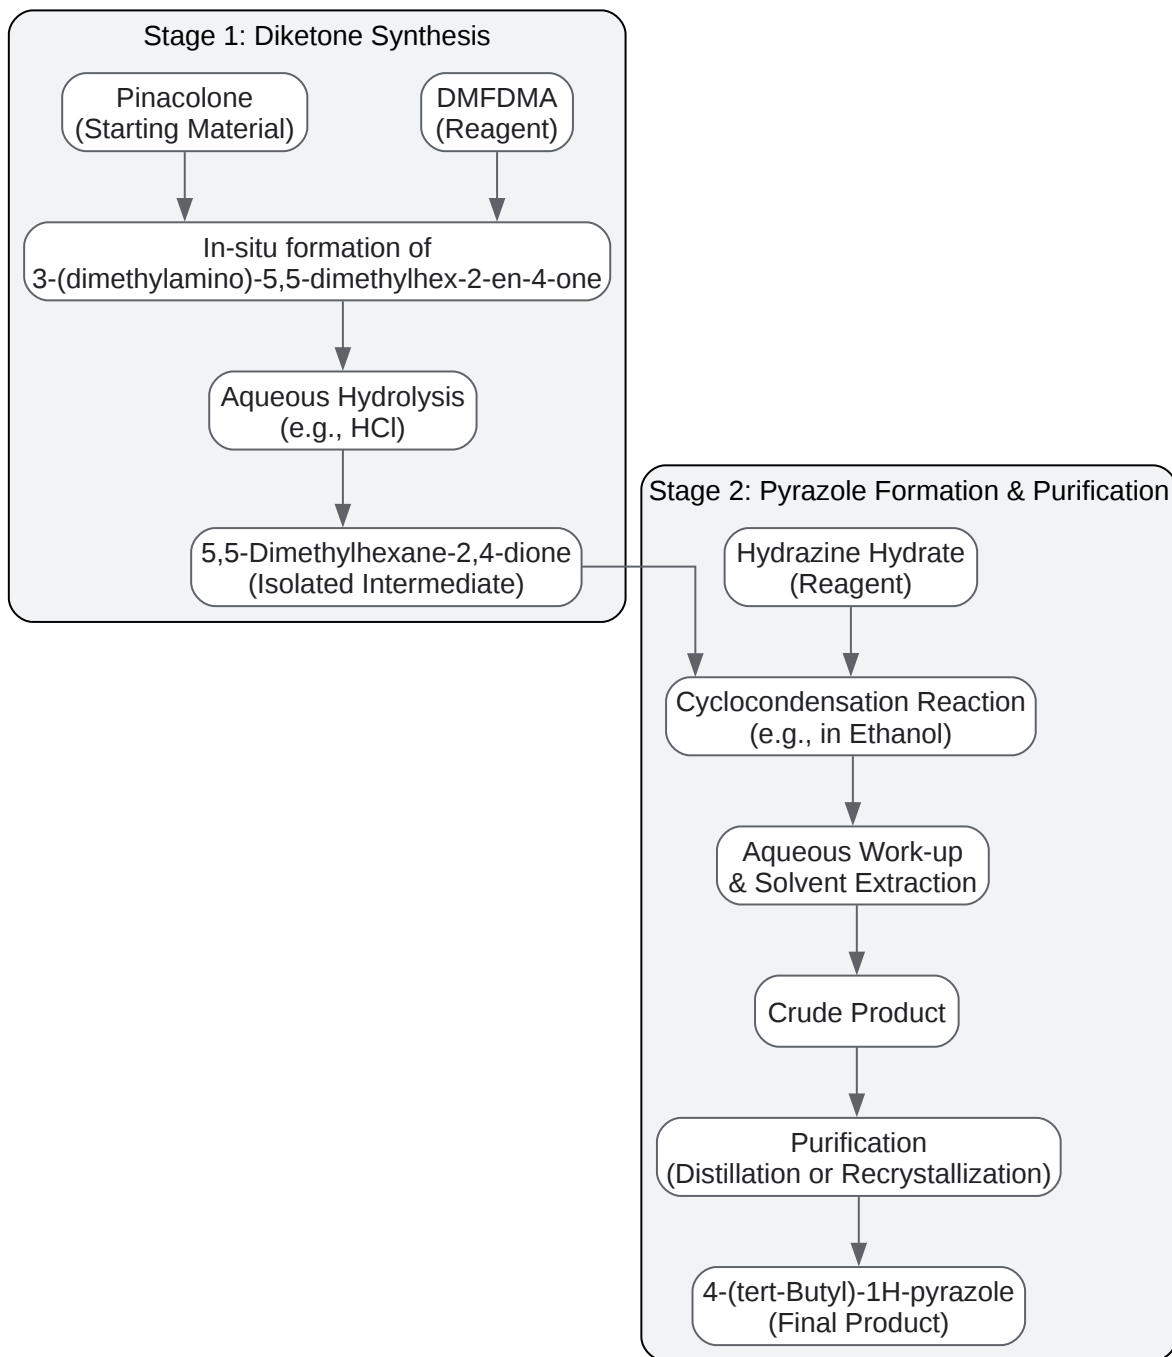 Stage 1: Diketone Synthesis
Pinacolone
(Starting Material)
DMFDMA
(Reagent)
In-situ formation of
3-(dimethylamino)-5,5-dimethylhex-2-en-4-one
Aqueous Hydrolysis
(e.g., HCl)
5,5-Dimethylhexane-2,4-dione
(Isolated Intermediate)
Stage 2: Pyrazole Formation & Purification
Hydrazine Hydrate
(Reagent)
Cyclocondensation Reaction
(e.g., in Ethanol)
Aqueous Work-up
& Solvent Extraction
Crude Product
Purification
(Distillation or Recrystallization)
4-(tert-Butyl)-1H-pyrazole
(Final Product)